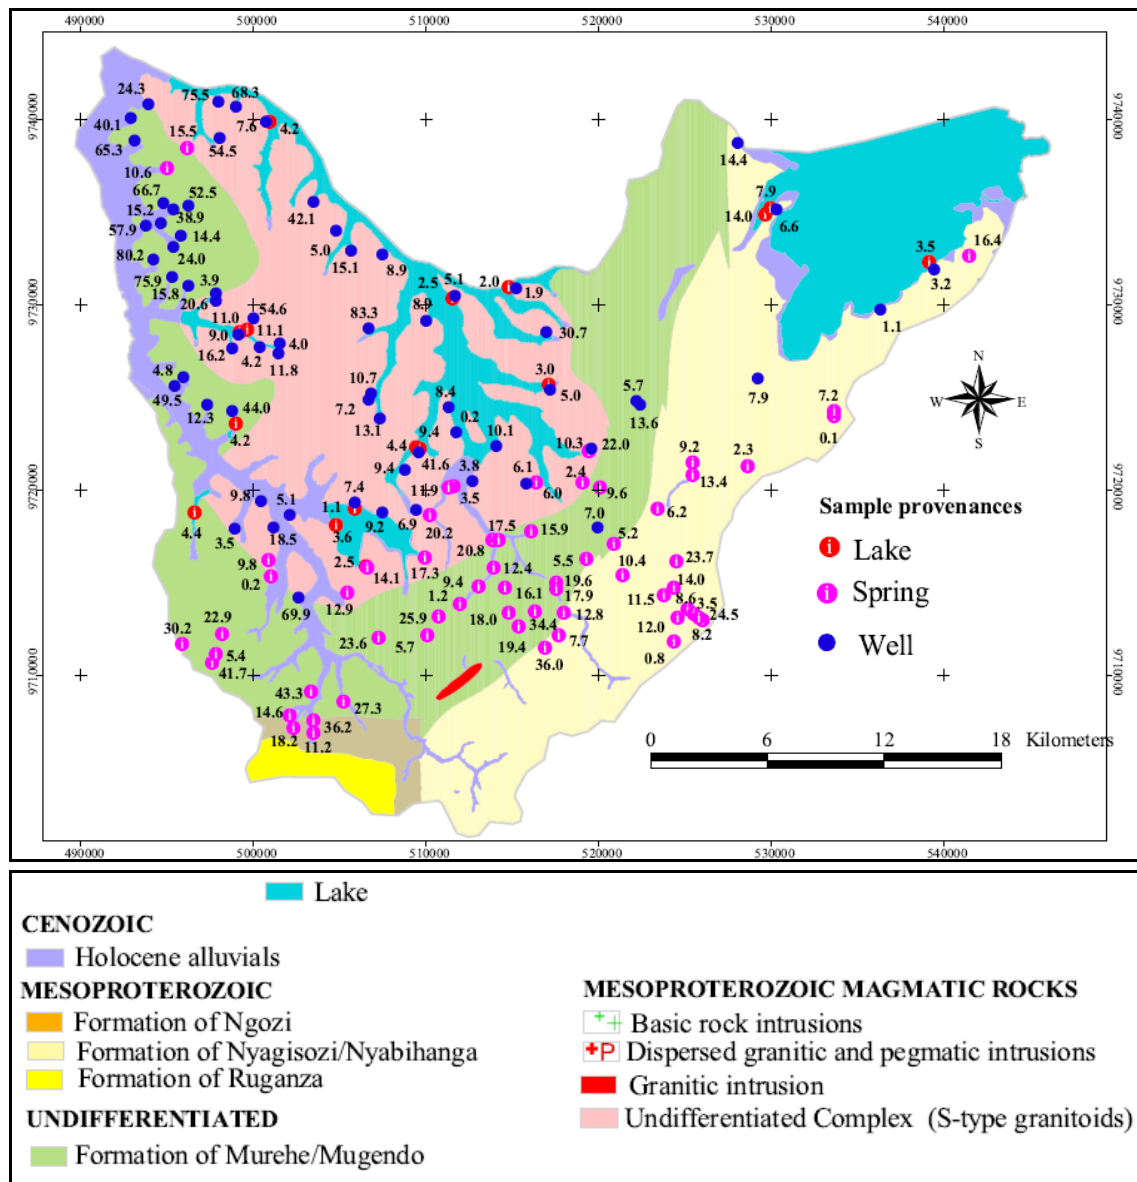 490000 500000 510000 520000 530000 540000
24.3 75.5 68.3
9740000 40.1 7.6 4.2 9740000
65.3 15.5 54.5 14.4
10.6
66.7 52.5 7.9
15.2 38.9 42.1 14.0 6.6
57.9 14.4 5.0 3.5 16.4
80.2 24.0 15.1 8.9
75.9 3.9 2.5 5.1 2.0 3.2
15.8 1.9
9730000 20.6 54.6 83.3 8.9 1.1 9730000
11.0 11.1 30.7
9.0 4.0
16.2 4.2 11.8 3.0
4.8 10.7 8.4 5.0 5.7 7.9 N
49.5 7.2 0.2 13.6 7.2 W E
12.3 44.0 13.1 9.4 10.1 0.1 S
4.2 4.4 10.3 22.0 9.2 2.3
9.4 41.6 3.8 6.1 2.4
9720000 9.8 5.1 7.4 11.9 3.5 6.0 9.6 13.4 9720000
4.4 1.1 20.2 7.0 6.2 Sample provenances
3.5 18.5 3.6 9.2 6.9 17.5 15.9 5.2 Lake
9.8 2.5 20.8 5.5 10.4 23.7
0.2 14.1 17.3 9.4 12.4 19.6 14.0 Spring
12.9 1.2 16.1 17.9 11.5 8.6 3.5
69.9 25.9 18.0 34.4 12.8 12.0 24.5
30.2 22.9 23.6 5.7 19.4 7.7 8.2 Well
5.4 36.0 0.8
9710000 41.7 9710000
43.3 27.3
14.6 36.2
18.2 11.2
0 6 12 18 Kilometers
490000 500000 510000 520000 530000 540000
Lake
CENOZOIC
Holocene alluvials
MESOPROTEROZOIC
Formation of Ngozi
Formation of Nyagisozi/Nyabihanga
Formation of Ruganza
UNDIFFERENTIATED
Formation of Murehe/Mugendo
MESOPROTEROZOIC MAGMATIC ROCKS
Basic rock intrusions
P Dispersed granitic and pegmatic intrusions
Granitic intrusion
Undifferentiated Complex (S-type granitoids)